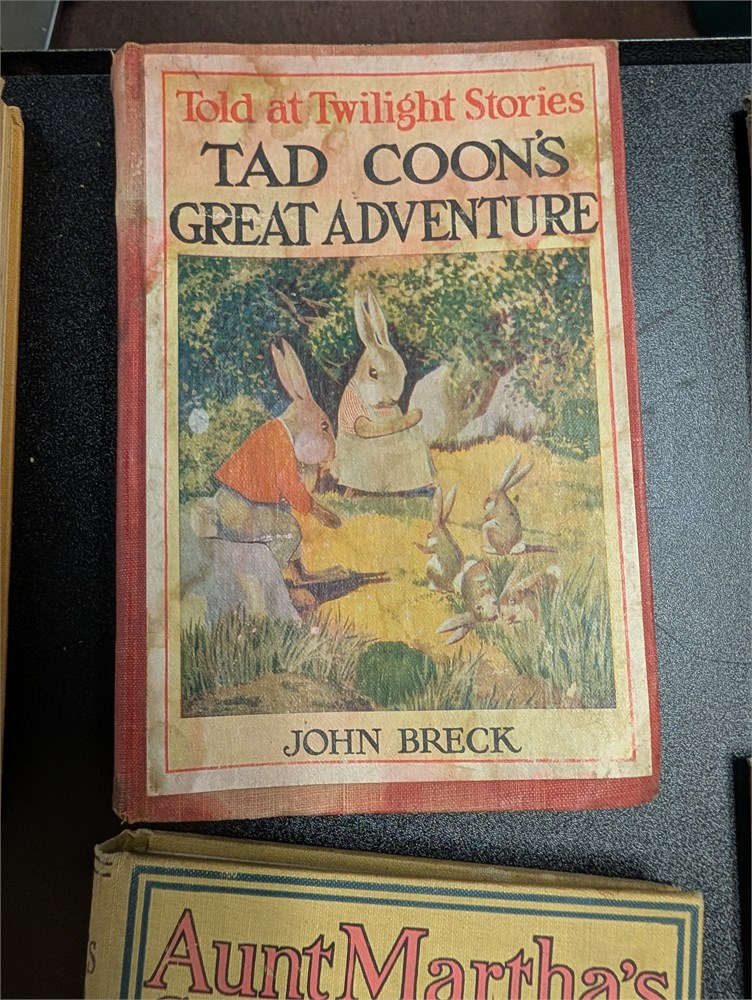 Told at Twilight Stories
TAD COON'S
GREAT ADVENTURE
JOHN BRECK
Aunt Martha's